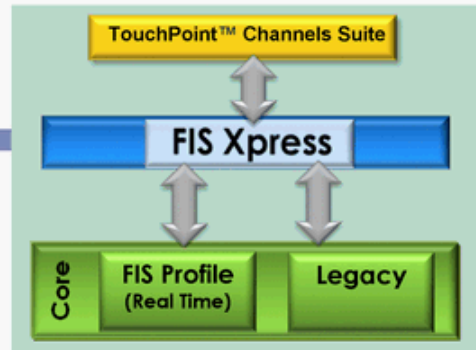 TouchPoint™ Channels Suite
FIS Xpress
Core
FIS Profile
(Real Time)
Legacy